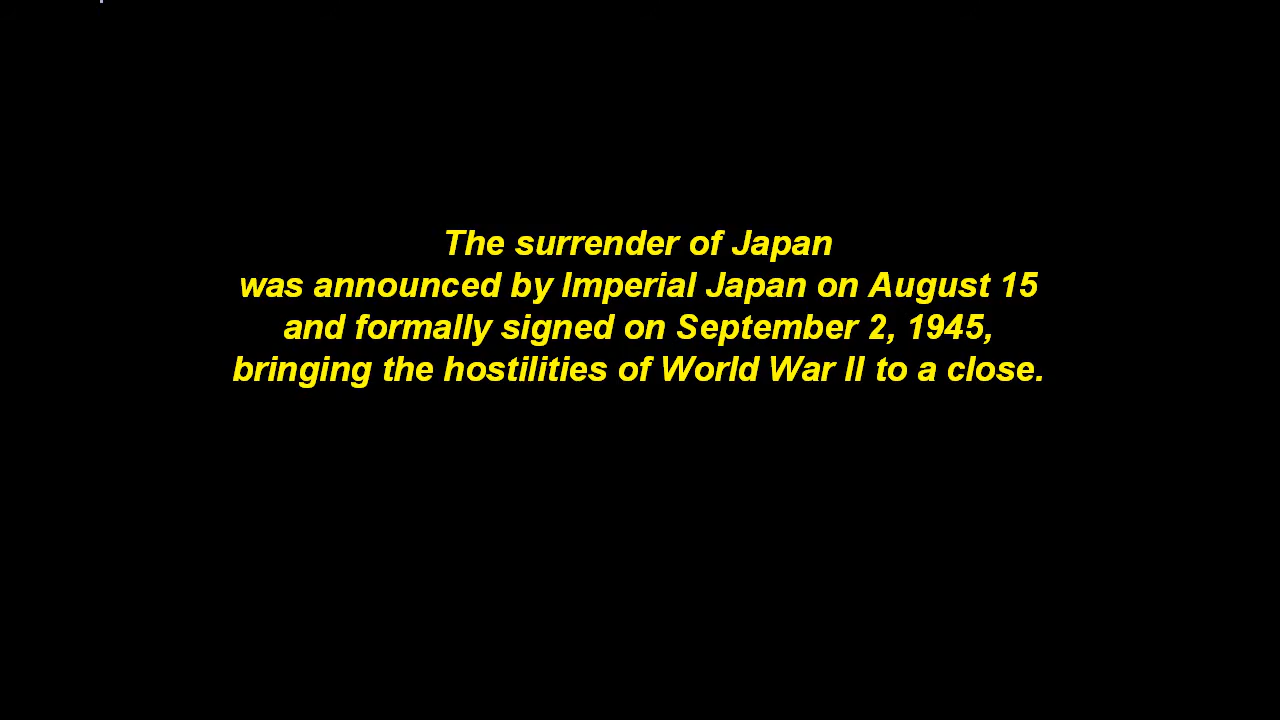 The surrender of Japan
was announced by Imperial Japan on August 15
and formally signed on September 2, 1945,
bringing the hostilities of World War II to a close.